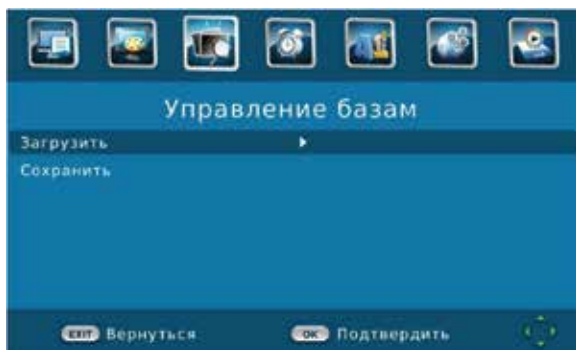 Управление базам
Загрузить
Сохранить
EXIT Вернуться OK Подтвердить